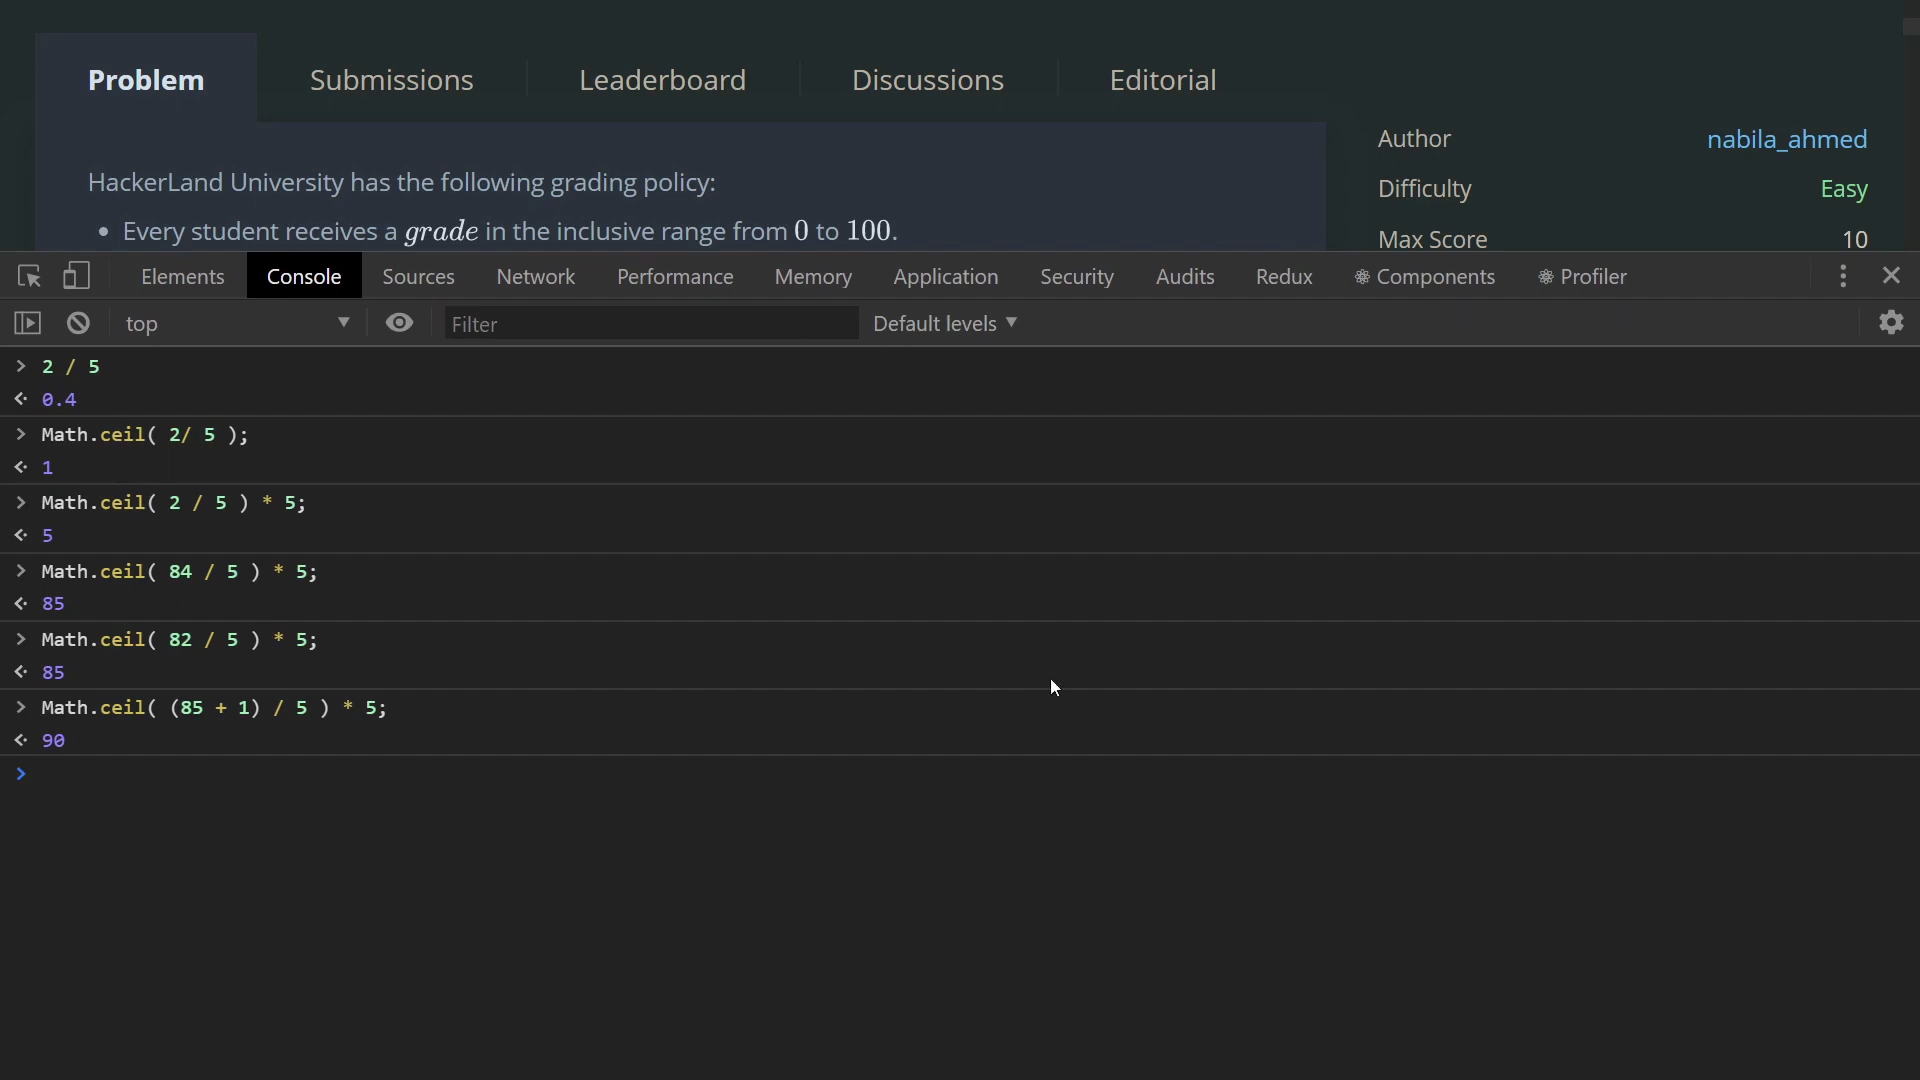 Problem Submissions Leaderboard Discussions Editorial
Author nabila_ahmed
HackerLand University has the following grading policy:
Difficulty Easy
Every student receives a grade in the inclusive range from 0 to 100.
Max Score 10
Elements Console Sources Network Performance Memory Application Security Audits Redux Components Profiler
top Filter Default levels
2 / 5
0.4
Math.ceil( 2/ 5 );
1
Math.ceil( 2 / 5 ) * 5;
5
Math.ceil( 84 / 5 ) * 5;
85
Math.ceil( 82 / 5 ) * 5;
85
Math.ceil( (85 + 1) / 5 ) * 5;
90